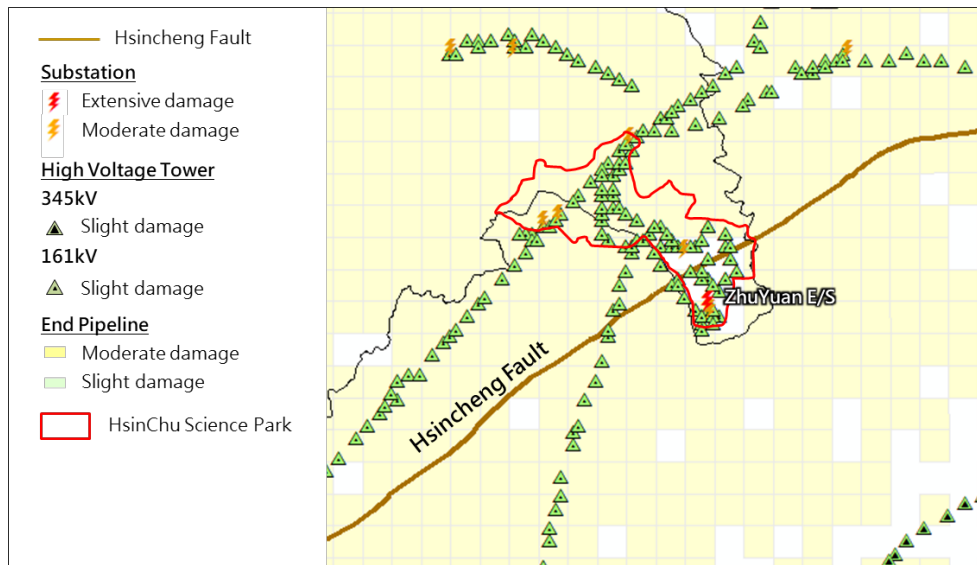 Hsincheng Fault
Substation
Extensive damage
Moderate damage
High Voltage Tower
345kV
Slight damage
161kV
Slight damage
End Pipeline
Moderate damage
Slight damage
HsinChu Science Park
ZhuYuan E/S
Hsincheng Fault